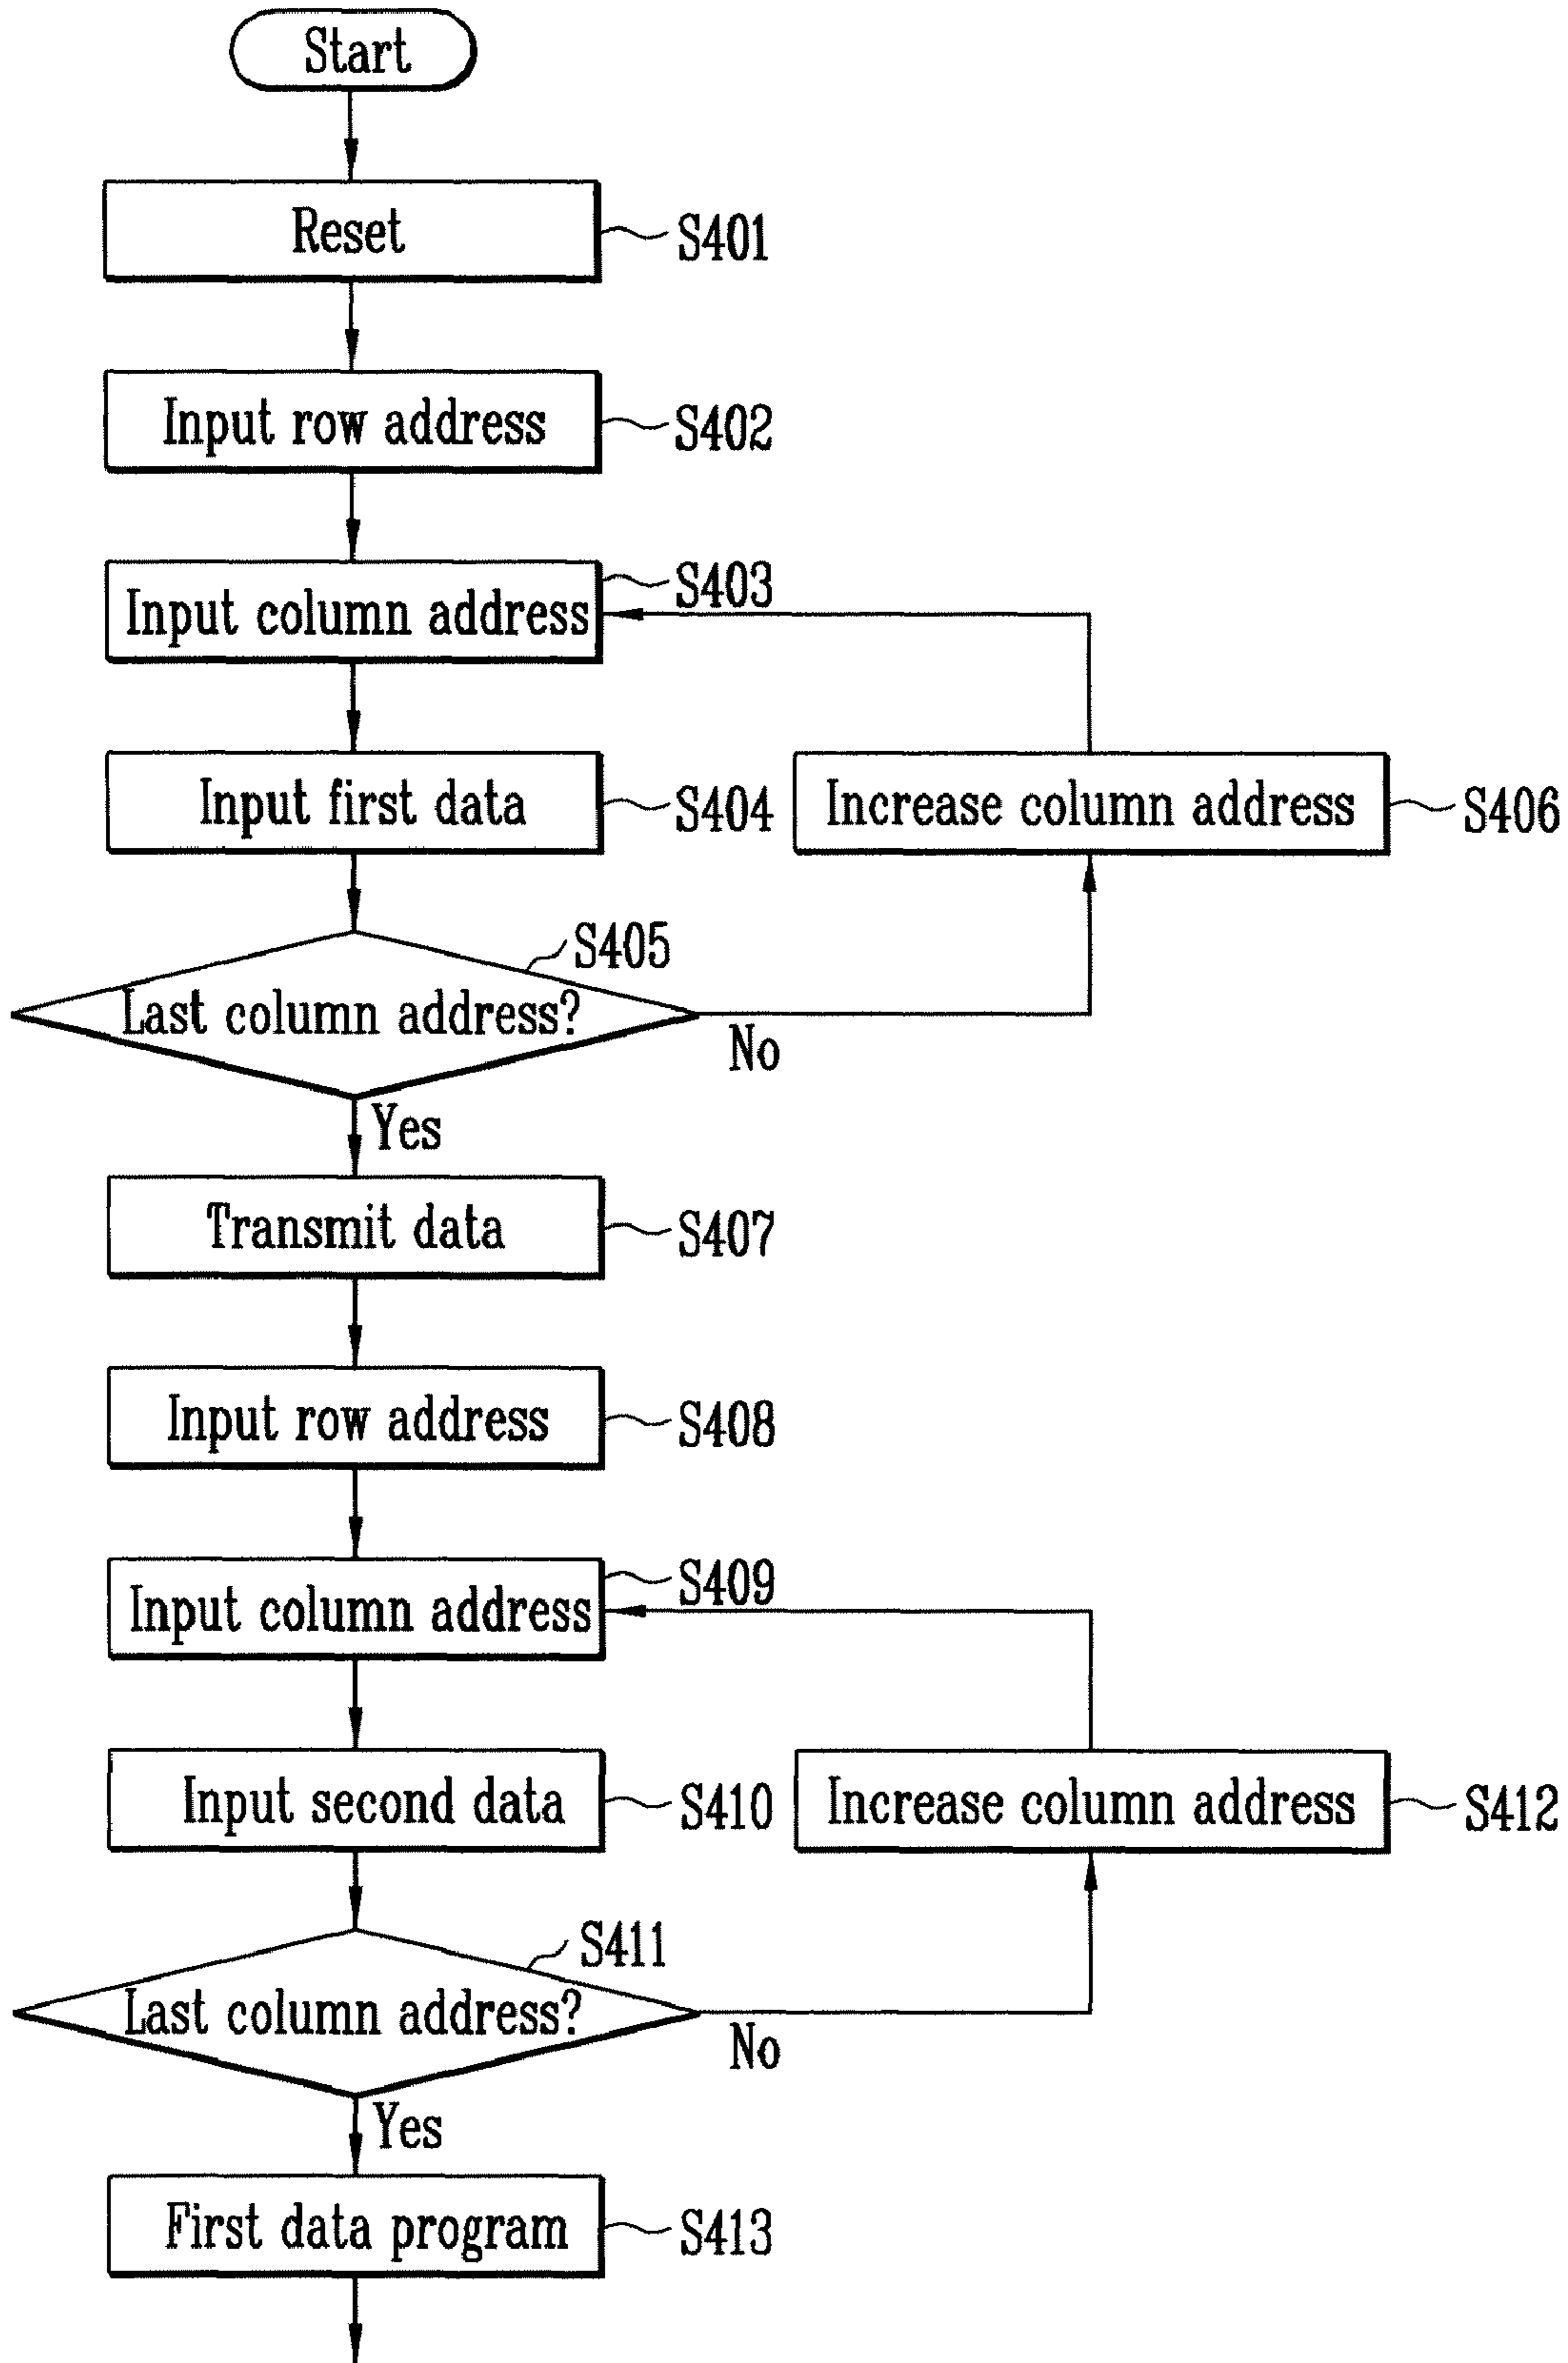 Start
Reset
S401
Input row address
S402
Input column address
S403
Input first data
S404
Increase column address
S406
Last column address?
S405
No
Yes
Transmit data
S407
Input row address
S408
Input column address
S409
Input second data
S410
Increase column address
S412
Last column address?
S411
No
Yes
First data program
S413